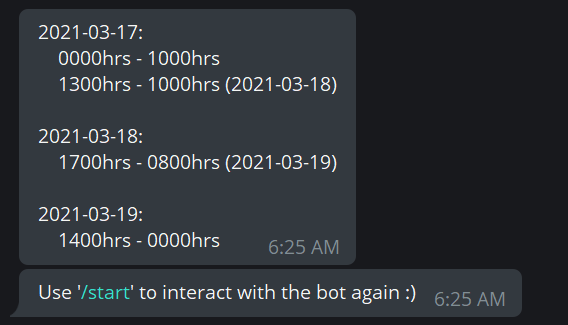 2021-03-17:
0000hrs - 1000hrs
1300hrs - 1000hrs (2021-03-18)
2021-03-18:
1700hrs - 0800hrs (2021-03-19)
2021-03-19:
1400hrs - 0000hrs
6:25 AM
Use '/start' to interact with the bot again :)
6:25 AM